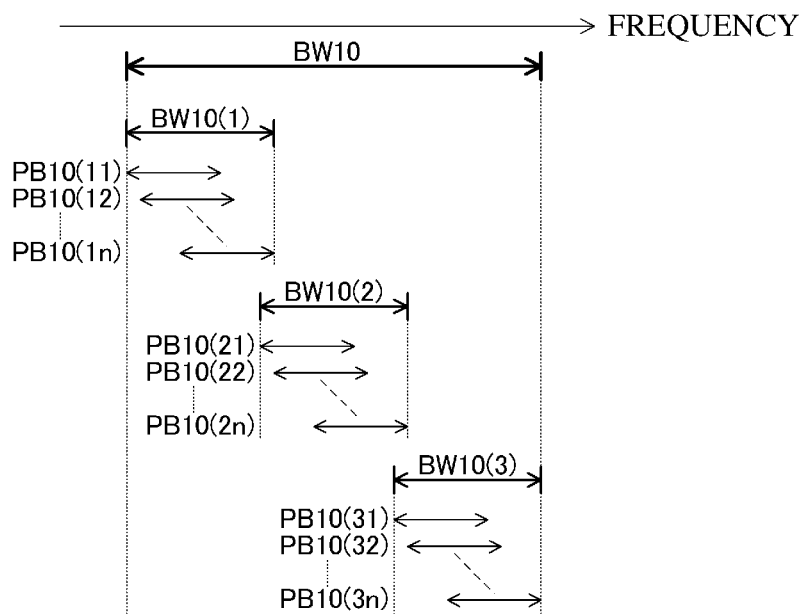 FREQUENCY
BW10
BW10(1)
PB10(11)
PB10(12)
PB10(1n)
BW10(2)
PB10(21)
PB10(22)
PB10(2n)
BW10(3)
PB10(31)
PB10(32)
PB10(3n)